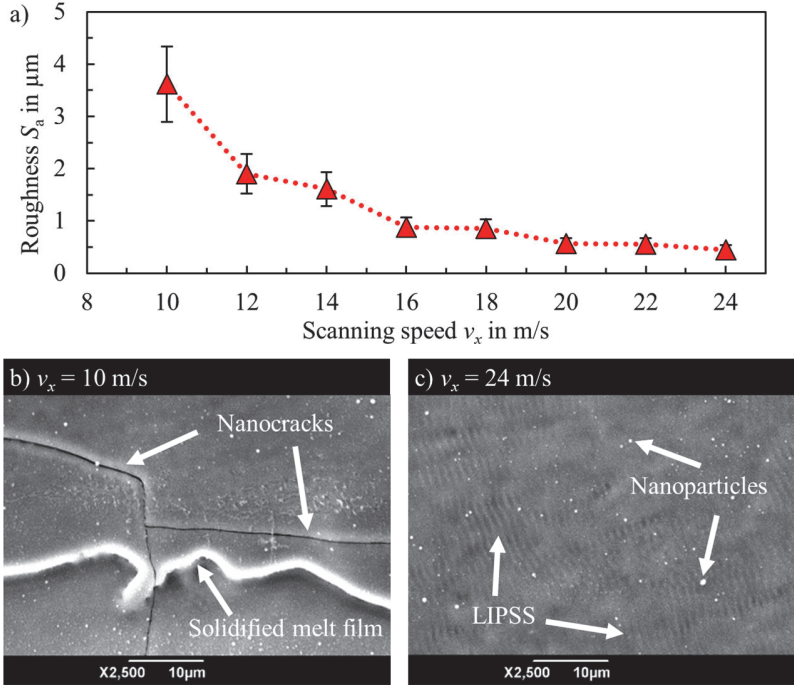 a)
5
4
3
2
1
0
Roughness Sa in µm
8 10 12 14 16 18 20 22 24
Scanning speed vx in m/s
b) vx = 10 m/s
Nanocracks
Solidified melt film
X2,500 10µm
c) vx = 24 m/s
Nanoparticles
LIPSS
X2,500 10µm